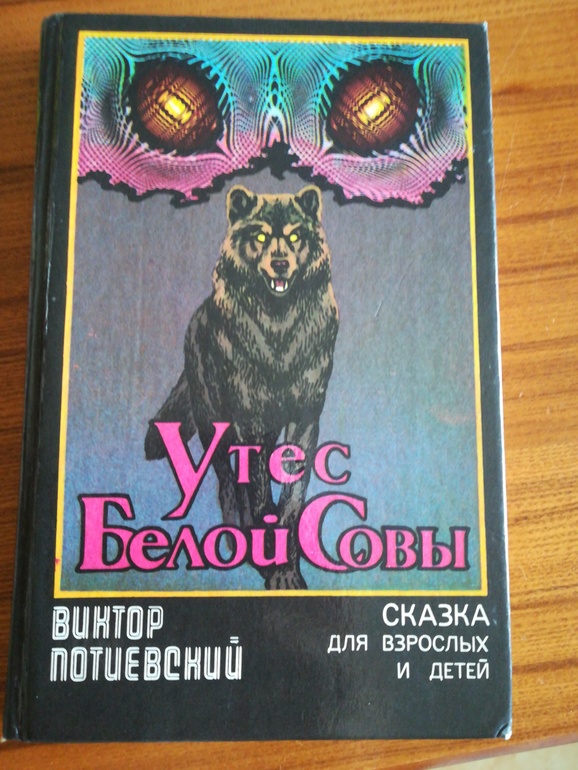 Утес
Белой Совы
ВИКТОР
ПОТИЕВСКИЙ
СКАЗКА
ДЛЯ ВЗРОСЛЫХ
И ДЕТЕЙ